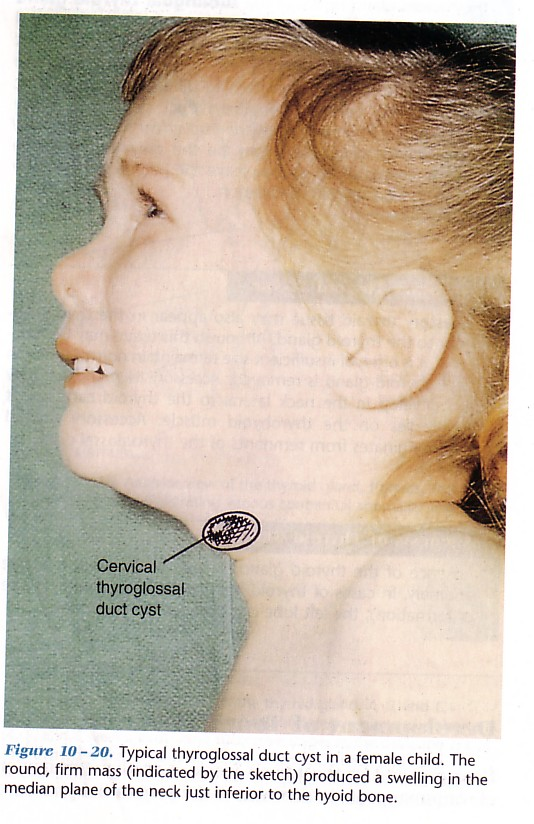 Cervical
thyroglossal
duct cyst
Figure 10–20. Typical thyroglossal duct cyst in a female child. The
round, firm mass (indicated by the sketch) produced a swelling in the
median plane of the neck just inferior to the hyoid bone.